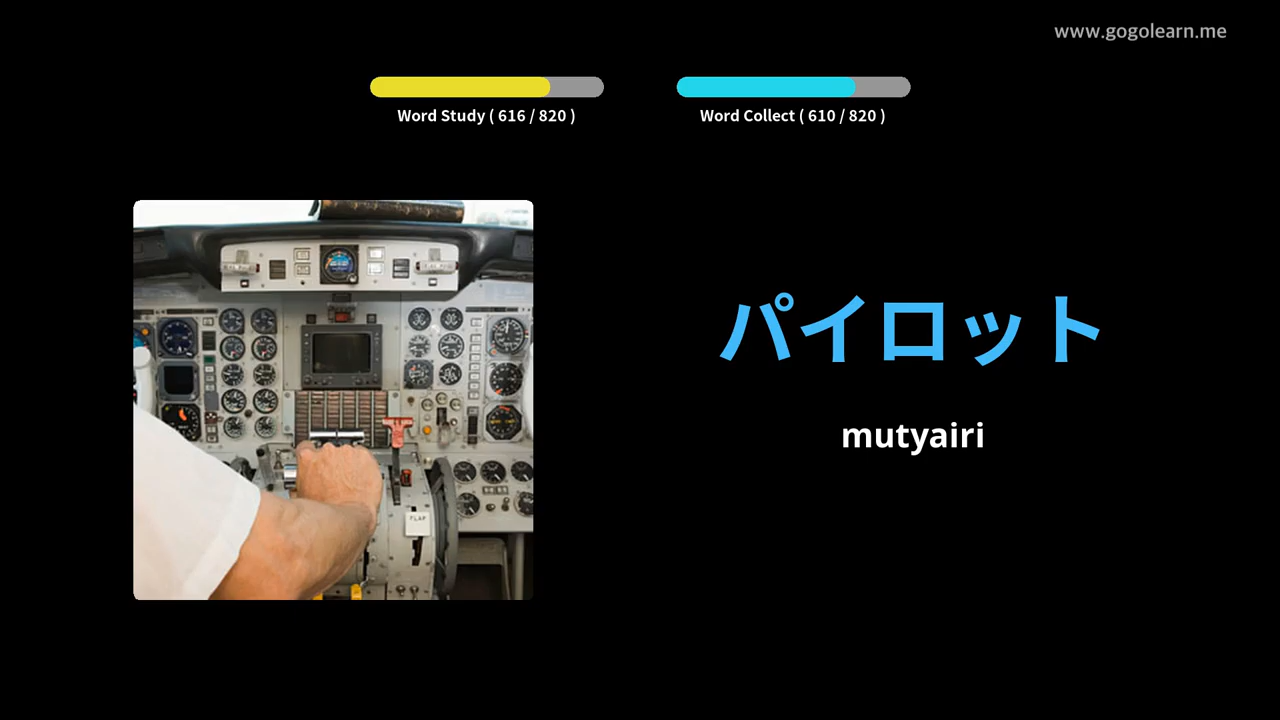 www.gogolearn.me
Word Study ( 616 / 820 )
Word Collect ( 610 / 820 )
パイロット
mutyairi
FLAP